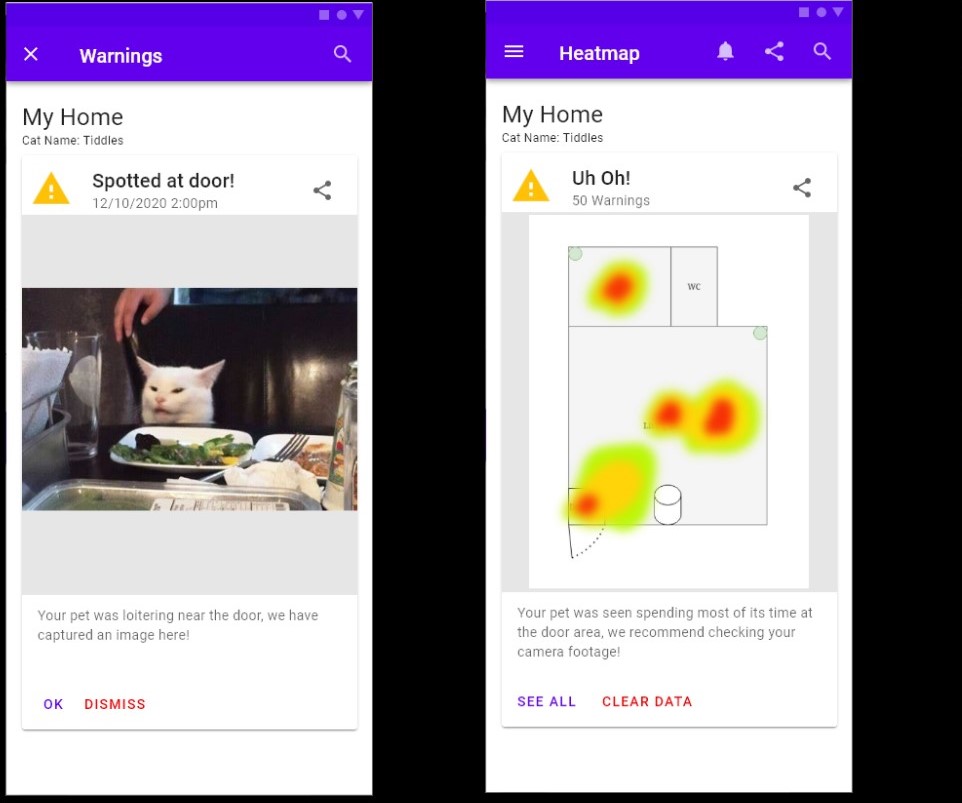 Warnings
My Home
Cat Name: Tiddles
Spotted at door!
12/10/2020 2:00pm
Your pet was loitering near the door, we have
captured an image here!
OK DISMISS
Heatmap
My Home
Cat Name: Tiddles
Uh Oh!
50 Warnings
WC
Your pet was seen spending most of its time at
the door area, we recommend checking your
camera footage!
SEE ALL CLEAR DATA